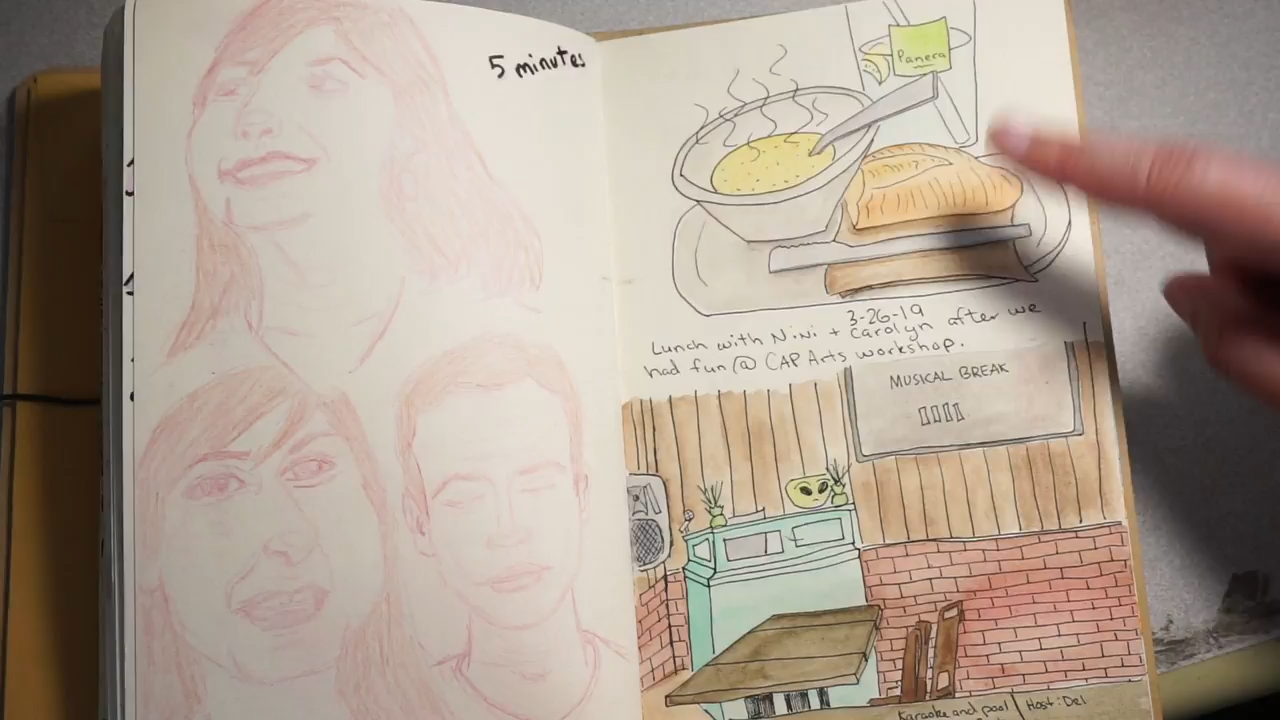 5 minutes
Panera
3-26-19
Lunch with Nini + Carolyn after we
had fun @ CAP Arts workshop.
MUSICAL BREAK
Karaoke and pool | Host: Del